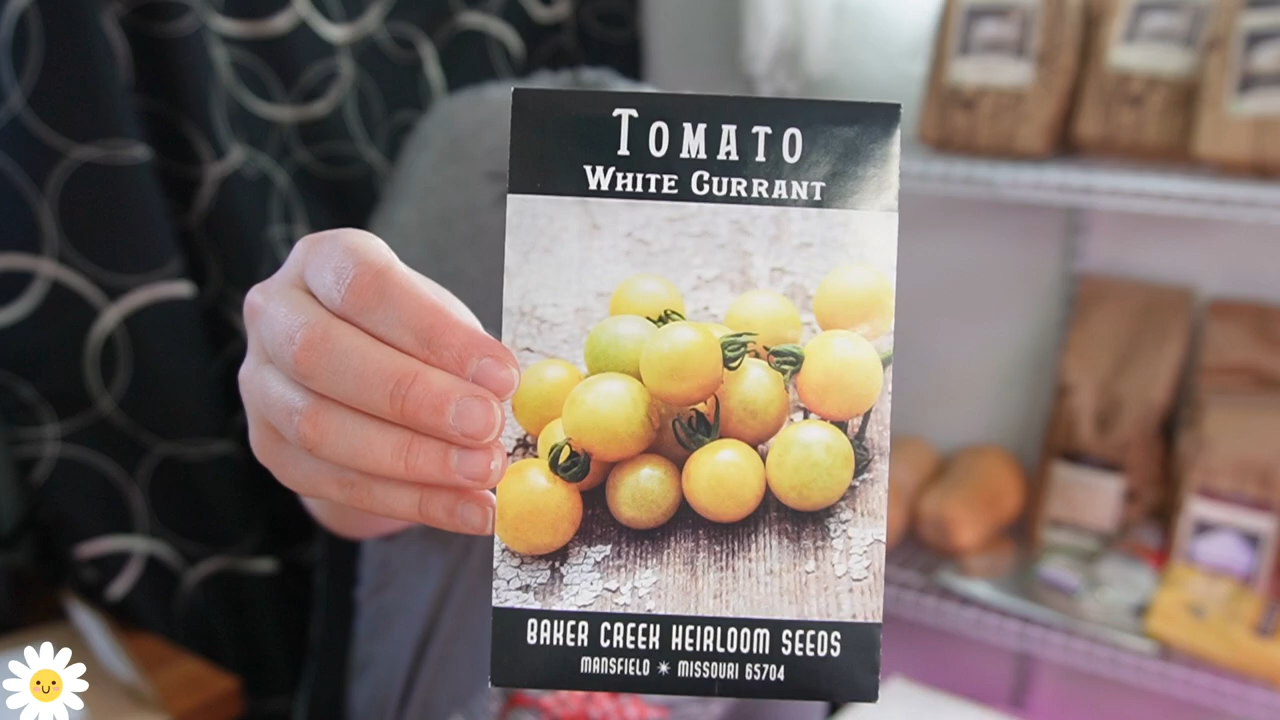 Tomato
White Currant
Baker Creek Heirloom Seeds
Mansfield ✷ Missouri 65704